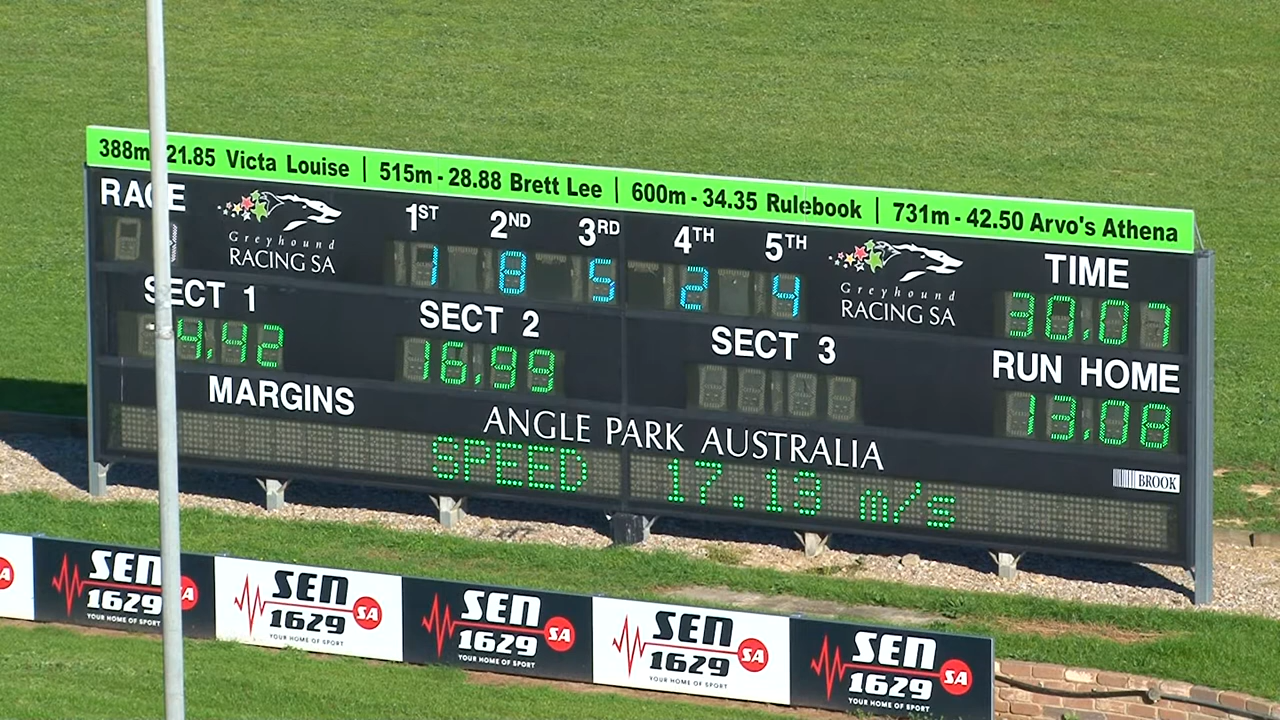 388m 21.85 Victa Louise | 515m - 28.88 Brett Lee | 600m - 34.35 Rulebook | 731m - 42.50 Arvo's Athena
RACE
Greyhound
RACING SA
1ST 2ND 3RD 4TH 5TH
1 8 5 2 4
Greyhound
RACING SA
TIME
30.07
SECT 1
4.42
SECT 2
16.99
SECT 3
RUN HOME
13.08
MARGINS
ANGLE PARK AUSTRALIA
SPEED 17.13 m/s
BROOK
SEN
1629 SA
YOUR HOME OF SPORT
SEN
1629 SA
YOUR HOME OF SPORT
SEN
1629 SA
YOUR HOME OF SPORT
SEN
1629 SA
YOUR HOME OF SPORT
SEN
1629 SA
YOUR HOME OF SPORT